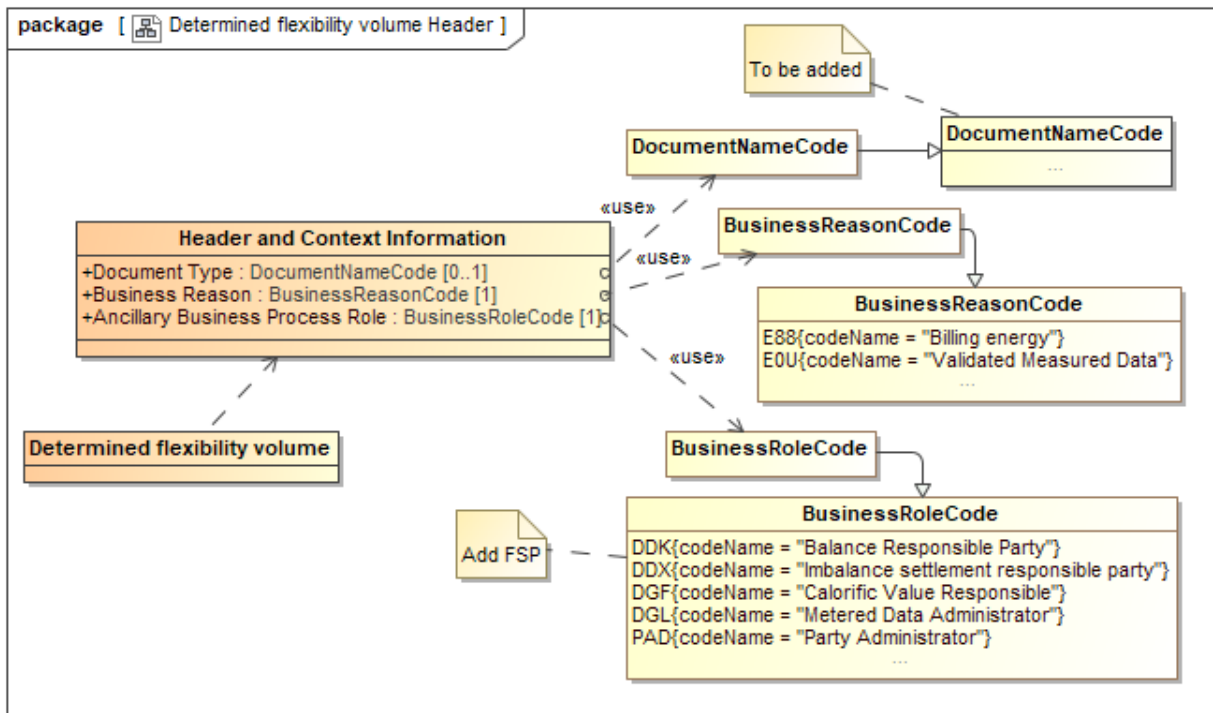 package [ Determined flexibility volume Header ]
To be added
DocumentNameCode
DocumentNameCode
...
«use»
BusinessReasonCode
«use»
Header and Context Information
+Document Type : DocumentNameCode [0..1]
+Business Reason : BusinessReasonCode [1]
+Ancillary Business Process Role : BusinessRoleCode [1]
BusinessReasonCode
E88{codeName = "Billing energy"}
E0U{codeName = "Validated Measured Data"}
...
«use»
Determined flexibility volume
BusinessRoleCode
Add FSP
BusinessRoleCode
DDK{codeName = "Balance Responsible Party"}
DDX{codeName = "Imbalance settlement responsible party"}
DGF{codeName = "Calorific Value Responsible"}
DGL{codeName = "Metered Data Administrator"}
PAD{codeName = "Party Administrator"}
...